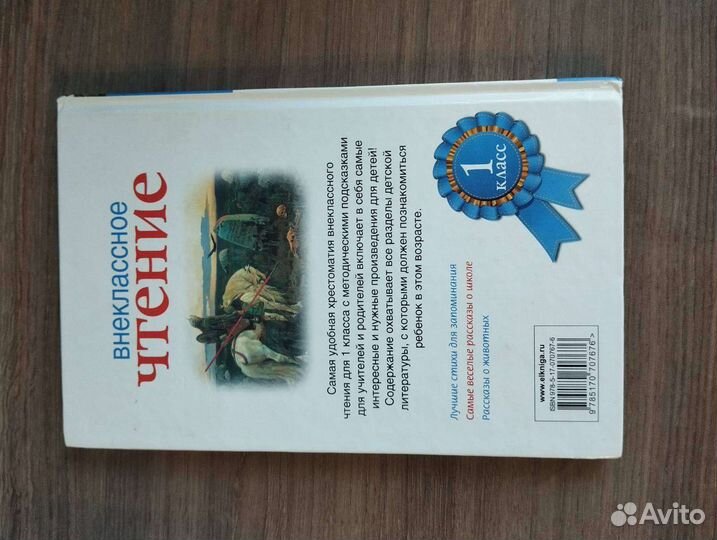 внеклассное
чтение
Самая удобная хрестоматия внеклассного
чтения для 1 класса с методическими подсказками
для учителей и родителей включает в себя самые
интересные и нужные произведения для детей!
Содержание охватывает все разделы детской
литературы, с которыми должен познакомиться
ребенок в этом возрасте.
1
класс
Лучшие стихи для запоминания
Самые веселые рассказы о школе
Рассказы о животных
www.elkniga.ru
ISBN 978-5-17-070767-6
9 785170 707676 >
Avito